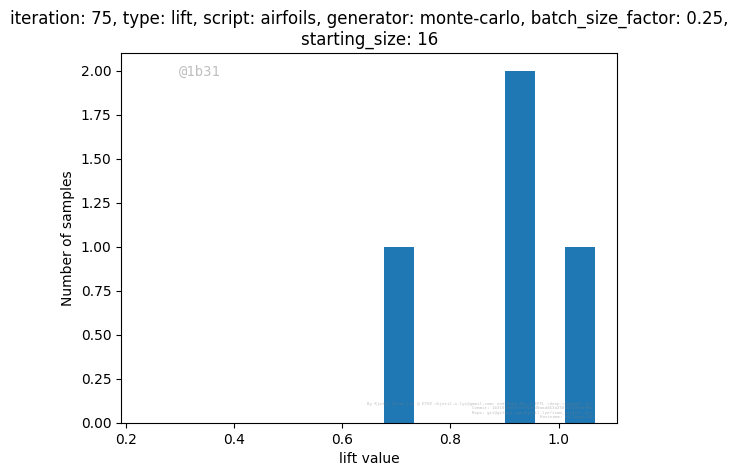 iteration: 75, type: lift, script: airfoils, generator: monte-carlo, batch_size_factor: 0.25,
starting_size: 16
@1b31
2.00
1.75
1.50
1.25
1.00
0.75
0.50
0.25
0.00
Number of samples
0.2 0.4 0.6 0.8 1.0
lift value